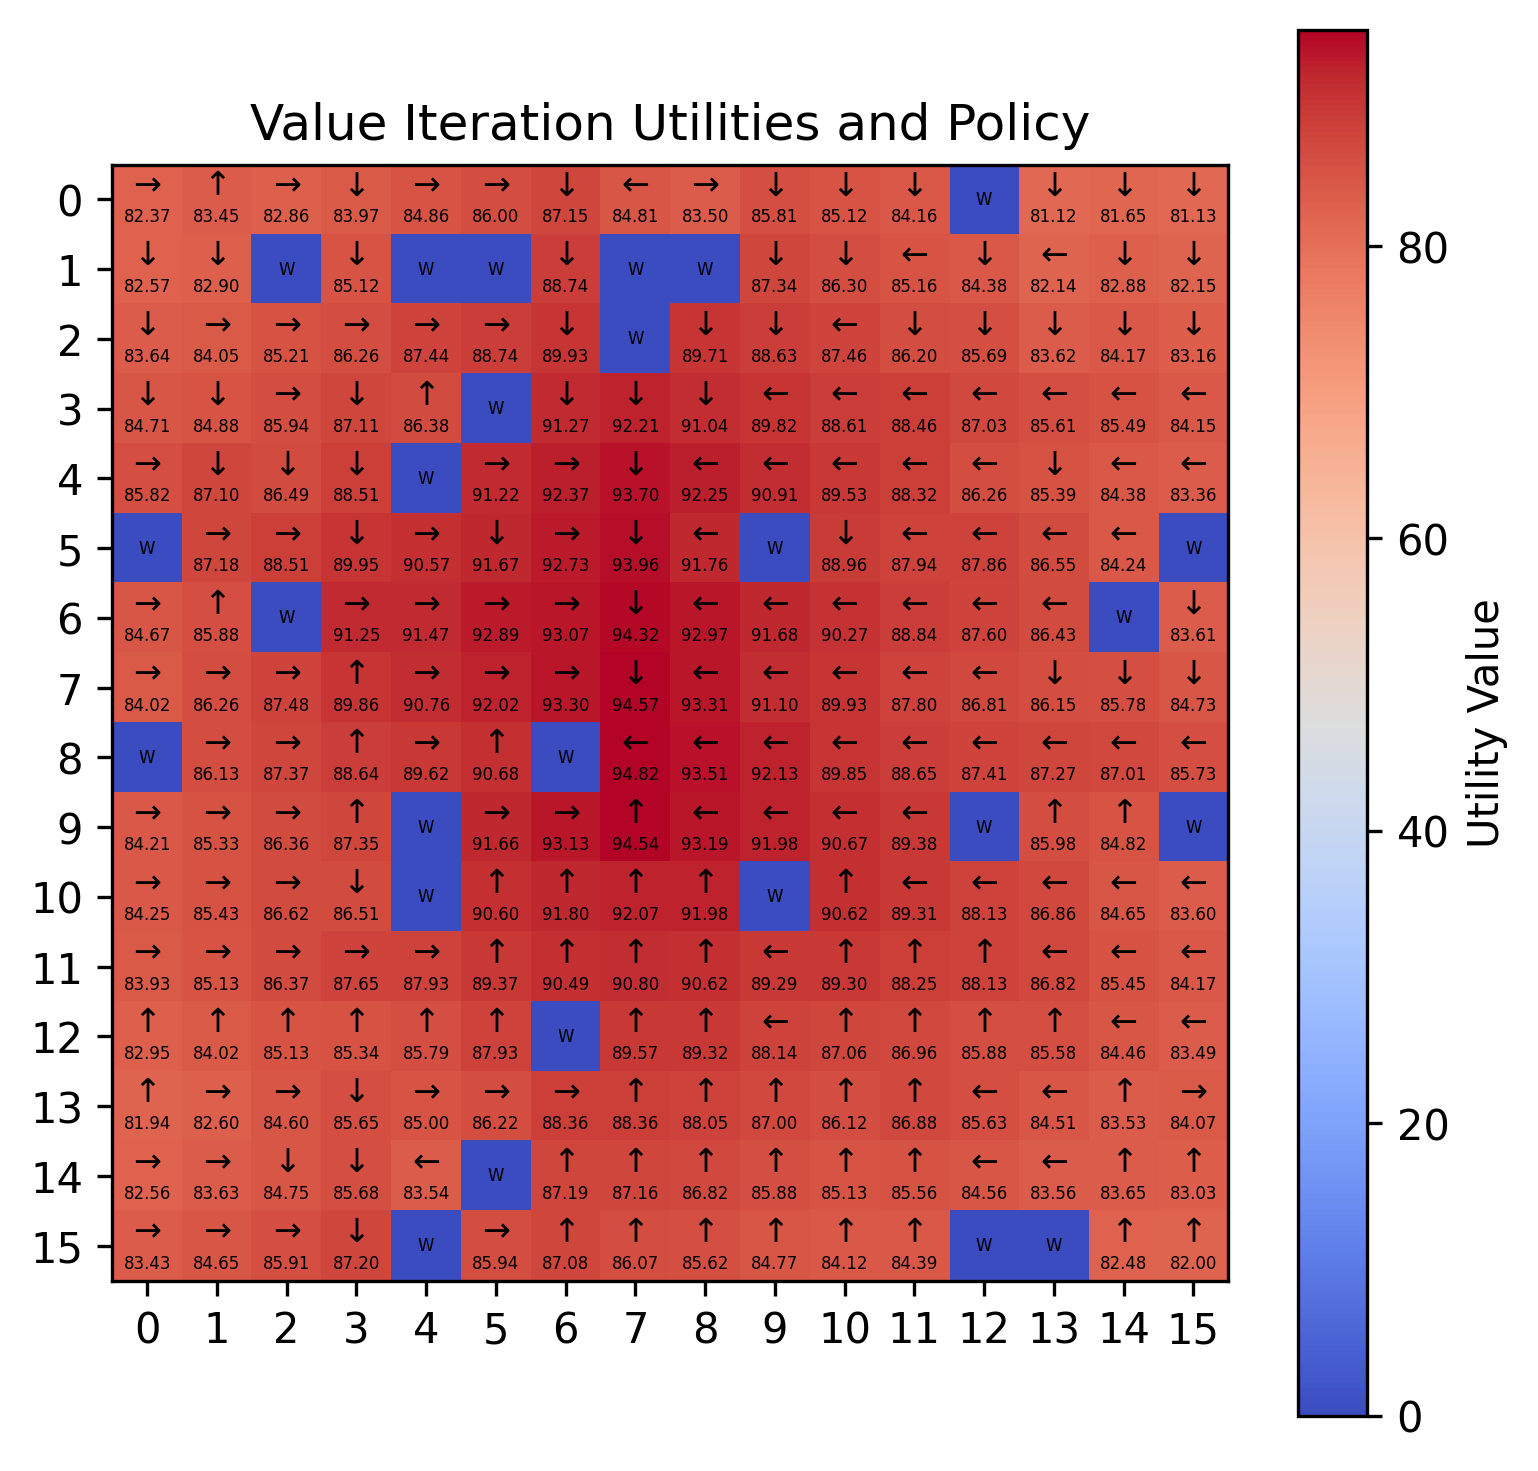 Value Iteration Utilities and Policy
0 → ↑ → ↓ → → ↓ ← → ↓ ↓ ↓ W ↓ ↓ ↓
82.37 83.45 82.86 83.97 84.86 86.00 87.15 84.81 83.50 85.81 85.12 84.16 81.12 81.65 81.13
1 ↓ ↓ W ↓ W W ↓ W W ↓ ↓ ← ↓ ← ↓ ↓
82.57 82.90 85.12 88.74 87.34 86.30 85.16 84.38 82.14 82.88 82.15
2 ↓ → → → → → ↓ W ↓ ↓ ← ↓ ↓ ↓ ↓ ↓
83.64 84.05 85.21 86.26 87.44 88.74 89.93 89.71 88.63 87.46 86.20 85.69 83.62 84.17 83.16
3 ↓ ↓ → ↓ ↑ W ↓ ↓ ↓ ← ← ← ← ← ← ←
84.71 84.88 85.94 87.11 86.38 91.27 92.21 91.04 89.82 88.61 88.46 87.03 85.61 85.49 84.15
4 → ↓ ↓ ↓ W → → ↓ ← ← ← ← ← ↓ ← ←
85.82 87.10 86.49 88.51 91.22 92.37 93.70 92.25 90.91 89.53 88.32 86.26 85.39 84.38 83.36
5 W → → ↓ → ↓ → ↓ ← W ↓ ← ← ← ← W
87.18 88.51 89.95 90.57 91.67 92.73 93.96 91.76 88.96 87.94 87.86 86.55 84.24
6 → ↑ W → → → → ↓ ← ← ← ← ← ← W ↓
84.67 85.88 91.25 91.47 92.89 93.07 94.32 92.97 91.68 90.27 88.84 87.60 86.43 83.61
7 → → → ↑ → → → ↓ ← ← ← ← ← ↓ ↓ ↓
84.02 86.26 87.48 89.86 90.76 92.02 93.30 94.57 93.31 91.10 89.93 87.80 86.81 86.15 85.78 84.73
8 W → → ↑ → ↑ W ← ← ← ← ← ← ← ← ←
86.13 87.37 88.64 89.62 90.68 94.82 93.51 92.13 89.85 88.65 87.41 87.27 87.01 85.73
9 → → → ↑ W → → ↑ ← ← ← ← W ↑ ↑ W
84.21 85.33 86.36 87.35 91.66 93.13 94.54 93.19 91.98 90.67 89.38 85.98 84.82
10 → → → ↓ W ↑ ↑ ↑ ↑ W ↑ ← ← ← ← ←
84.25 85.43 86.62 86.51 90.60 91.80 92.07 91.98 90.62 89.31 88.13 86.86 84.65 83.60
11 → → → → → ↑ ↑ ↑ ↑ ← ↑ ↑ ↑ ← ← ←
83.93 85.13 86.37 87.65 87.93 89.37 90.49 90.80 90.62 89.29 89.30 88.25 88.13 86.82 85.45 84.17
12 ↑ ↑ ↑ ↑ ↑ ↑ W ↑ ↑ ← ↑ ↑ ↑ ↑ ← ←
82.95 84.02 85.13 85.34 85.79 87.93 89.57 89.32 88.14 87.06 86.96 85.88 85.58 84.46 83.49
13 ↑ → → ↓ → → → ↑ ↑ ↑ ↑ ↑ ← ← ↑ →
81.94 82.60 84.60 85.65 85.00 86.22 88.36 88.36 88.05 87.00 86.12 86.88 85.63 84.51 83.53 84.07
14 → → ↓ ↓ ← W ↑ ↑ ↑ ↑ ↑ ↑ ← ← ↑ ↑
82.56 83.63 84.75 85.68 83.54 87.19 87.16 86.82 85.88 85.13 85.56 84.56 83.56 83.65 83.03
15 → → → ↓ W → ↑ ↑ ↑ ↑ ↑ ↑ W W ↑ ↑
83.43 84.65 85.91 87.20 85.94 87.08 86.07 85.62 84.77 84.12 84.39 82.48 82.00
0 1 2 3 4 5 6 7 8 9 10 11 12 13 14 15
80
60
40
20
0
Utility Value